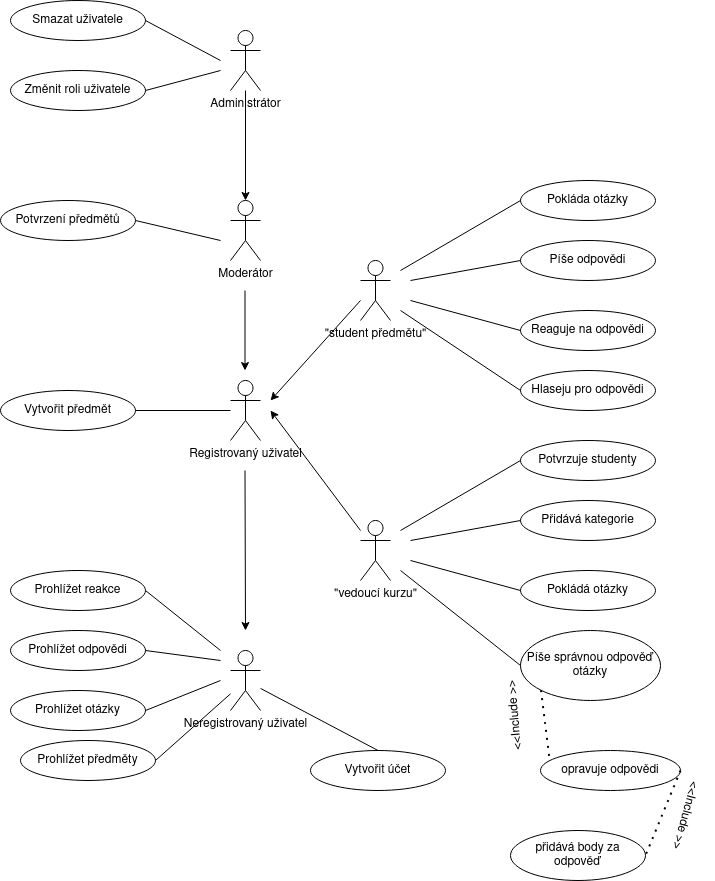 Smazat uživatele
Změnit roli uživatele
Administrátor
Potvrzení předmětů
Moderátor
Pokláda otázky
Píše odpovědi
"student předmětu"
Reaguje na odpovědi
Hlaseju pro odpovědi
Vytvořit předmět
Registrovaný uživatel
Potvrzuje studenty
Přidává kategorie
"vedoucí kurzu"
Pokládá otázky
Prohlížet reakce
Prohlížet odpovědi
Píše správnou odpověď
otázky
Prohlížet otázky
Neregistrovaný uživatel
<<Include >>
Prohlížet předměty
Vytvořit účet
opravuje odpovědi
<<Include >>
přidává body za
odpověď